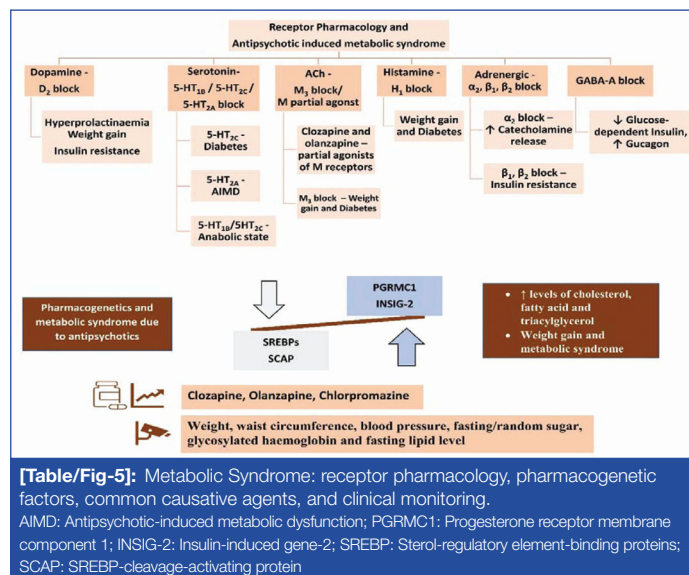 Receptor Pharmacology and
Antipsychotic induced metabolic syndrome
Dopamine -
D₂ block
Hyperprolactinaemia
Weight gain
Insulin resistance
Serotonin-
5-HT₁B / 5-HT₂C/
5-HT₂A block
5-HT₂C -
Diabetes
5-HT₂A -
AIMD
5-HT₁B/5HT₂C -
Anabolic state
ACh -
M₃ block/
M partial agonst
Clozapine and
olanzapine –
partial agonists
of M receptors
M₃ block – Weight
gain and Diabetes
Histamine -
H₁ block
Weight gain
and Diabetes
Adrenergic -
α₂, β₁, β₂ block
α₂ block –
↑ Catecholamine
release
β₁, β₂ block –
Insulin resistance
GABA-A block
↓ Glucose-
dependent Insulin,
↑ Gucagon
Pharmacogenetics and
metabolic syndrome due
to antipsychotics
PGRMC1
INSIG-2
SREBPs
SCAP
• ↑ levels of cholesterol,
fatty acid and
triacylglycerol
• Weight gain and
metabolic syndrome
Clozapine, Olanzapine, Chlorpromazine
Weight, waist circumference, blood pressure, fasting/random sugar,
glycosylated haemoglobin and fasting lipid level
[Table/Fig-5]: Metabolic Syndrome: receptor pharmacology, pharmacogenetic
factors, common causative agents, and clinical monitoring.
AIMD: Antipsychotic-induced metabolic dysfunction; PGRMC1: Progesterone receptor membrane
component 1; INSIG-2: Insulin-induced gene-2; SREBP: Sterol-regulatory element-binding proteins;
SCAP: SREBP-cleavage-activating protein